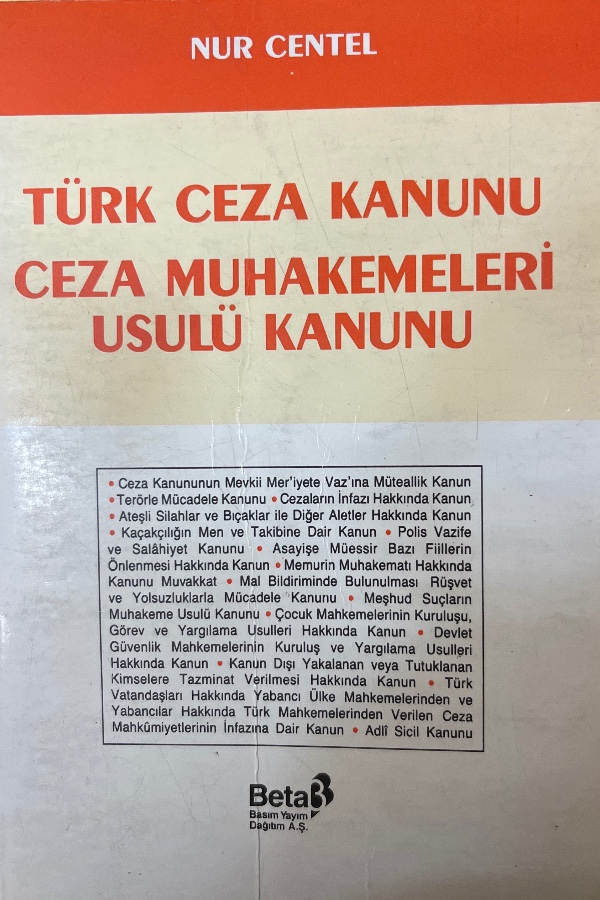 NUR CENTEL
TÜRK CEZA KANUNU
CEZA MUHAKEMELERİ
USULÜ KANUNU
• Ceza Kanununun Mevkii Mer'iyete Vaz'ına Müteallik Kanun
• Terörle Mücadele Kanunu • Cezaların İnfazı Hakkında Kanun
• Ateşli Silahlar ve Bıçaklar ile Diğer Aletler Hakkında Kanun
• Kaçakçılığın Men ve Takibine Dair Kanun • Polis Vazife
ve Salâhiyet Kanunu • Asayişe Müessir Bazı Fiillerin
Önlenmesi Hakkında Kanun • Memurin Muhakematı Hakkında
Kanunu Muvakkat • Mal Bildiriminde Bulunulması Rüşvet
ve Yolsuzluklarla Mücadele Kanunu • Meşhud Suçların
Muhakeme Usulü Kanunu • Çocuk Mahkemelerinin Kuruluşu,
Görev ve Yargılama Usulleri Hakkında Kanun • Devlet
Güvenlik Mahkemelerinin Kuruluş ve Yargılama Usulleri
Hakkında Kanun • Kanun Dışı Yakalanan veya Tutuklanan
Kimselere Tazminat Verilmesi Hakkında Kanun • Türk
Vatandaşları Hakkında Yabancı Ülke Mahkemelerinden ve
Yabancılar Hakkında Türk Mahkemelerinden Verilen Ceza
Mahkûmiyetlerinin İnfazına Dair Kanun • Adlî Sicil Kanunu
Beta
Basım Yayım
Dağıtım A.Ş.